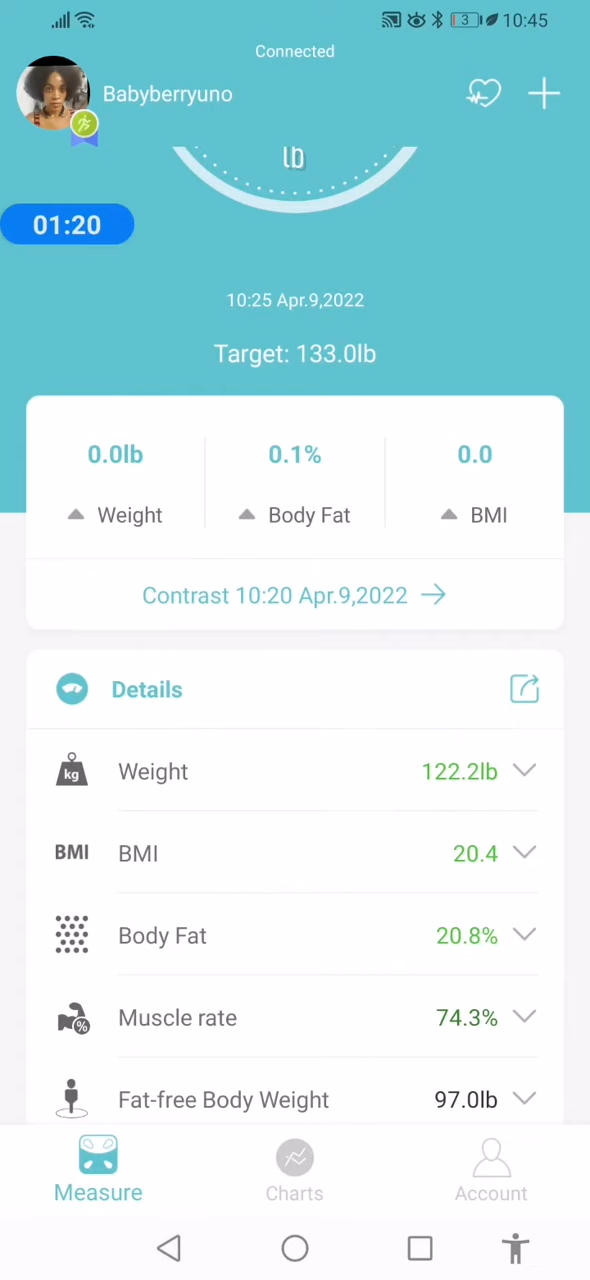 3
10:45
Connected
Babyberryuno
lb
01:20
10:25 Apr.9,2022
Target: 133.0lb
0.0lb 0.1% 0.0
Weight Body Fat BMI
Contrast 10:20 Apr.9,2022
Details
kg Weight 122.2lb
BMI BMI 20.4
Body Fat 20.8%
% Muscle rate 74.3%
Fat-free Body Weight 97.0lb
Measure Charts Account